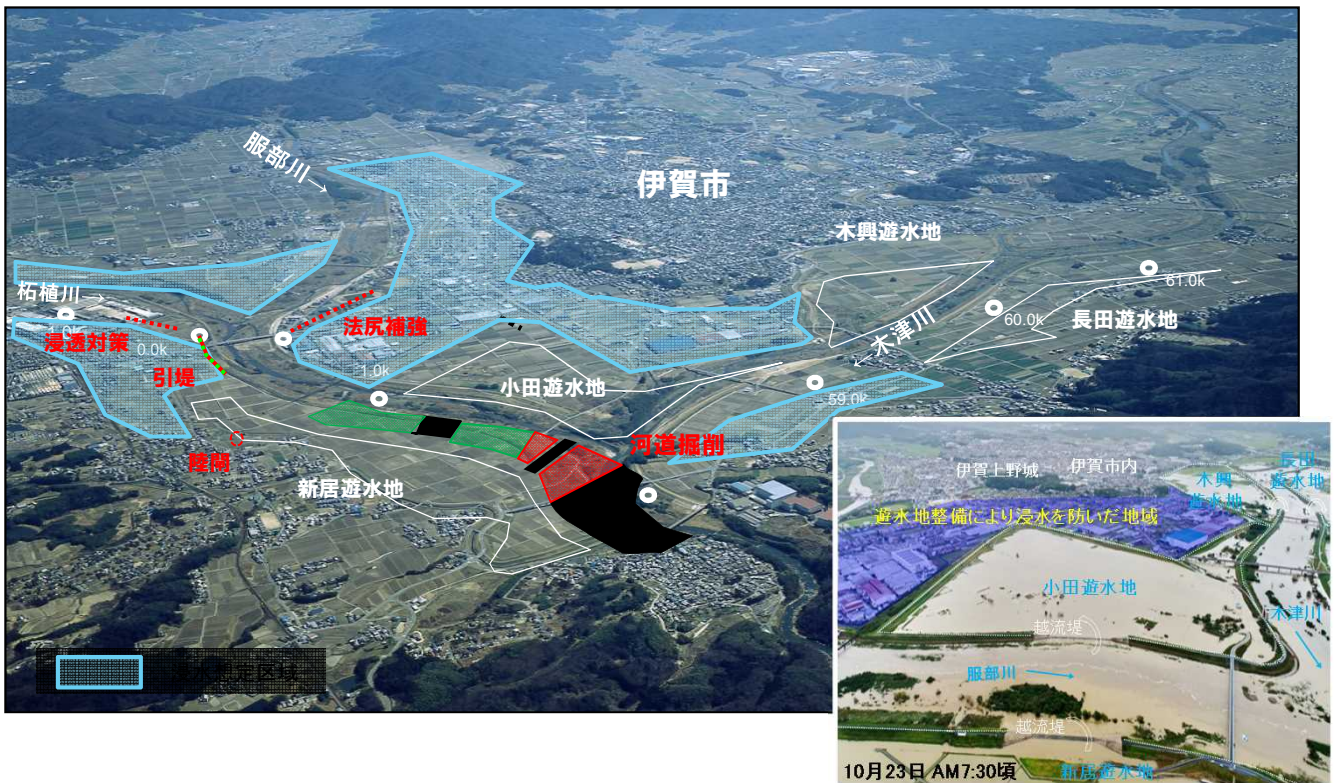 服部川→
伊賀市
木興遊水地
61.0k
柘植川→
60.0k
長田遊水地
1.0k
法尻補強
浸透対策
0.0k
←木津川
引堤
1.0k
小田遊水地
59.0k
陸閘
河道掘削
新居遊水地
伊賀上野城
伊賀市内
木興
遊水地
長田
遊水地
遊水地整備により浸水を防いだ地域
小田遊水地
木津川
越流堤
服部川
越流堤
10月23日 AM7:30頃
新居遊水地